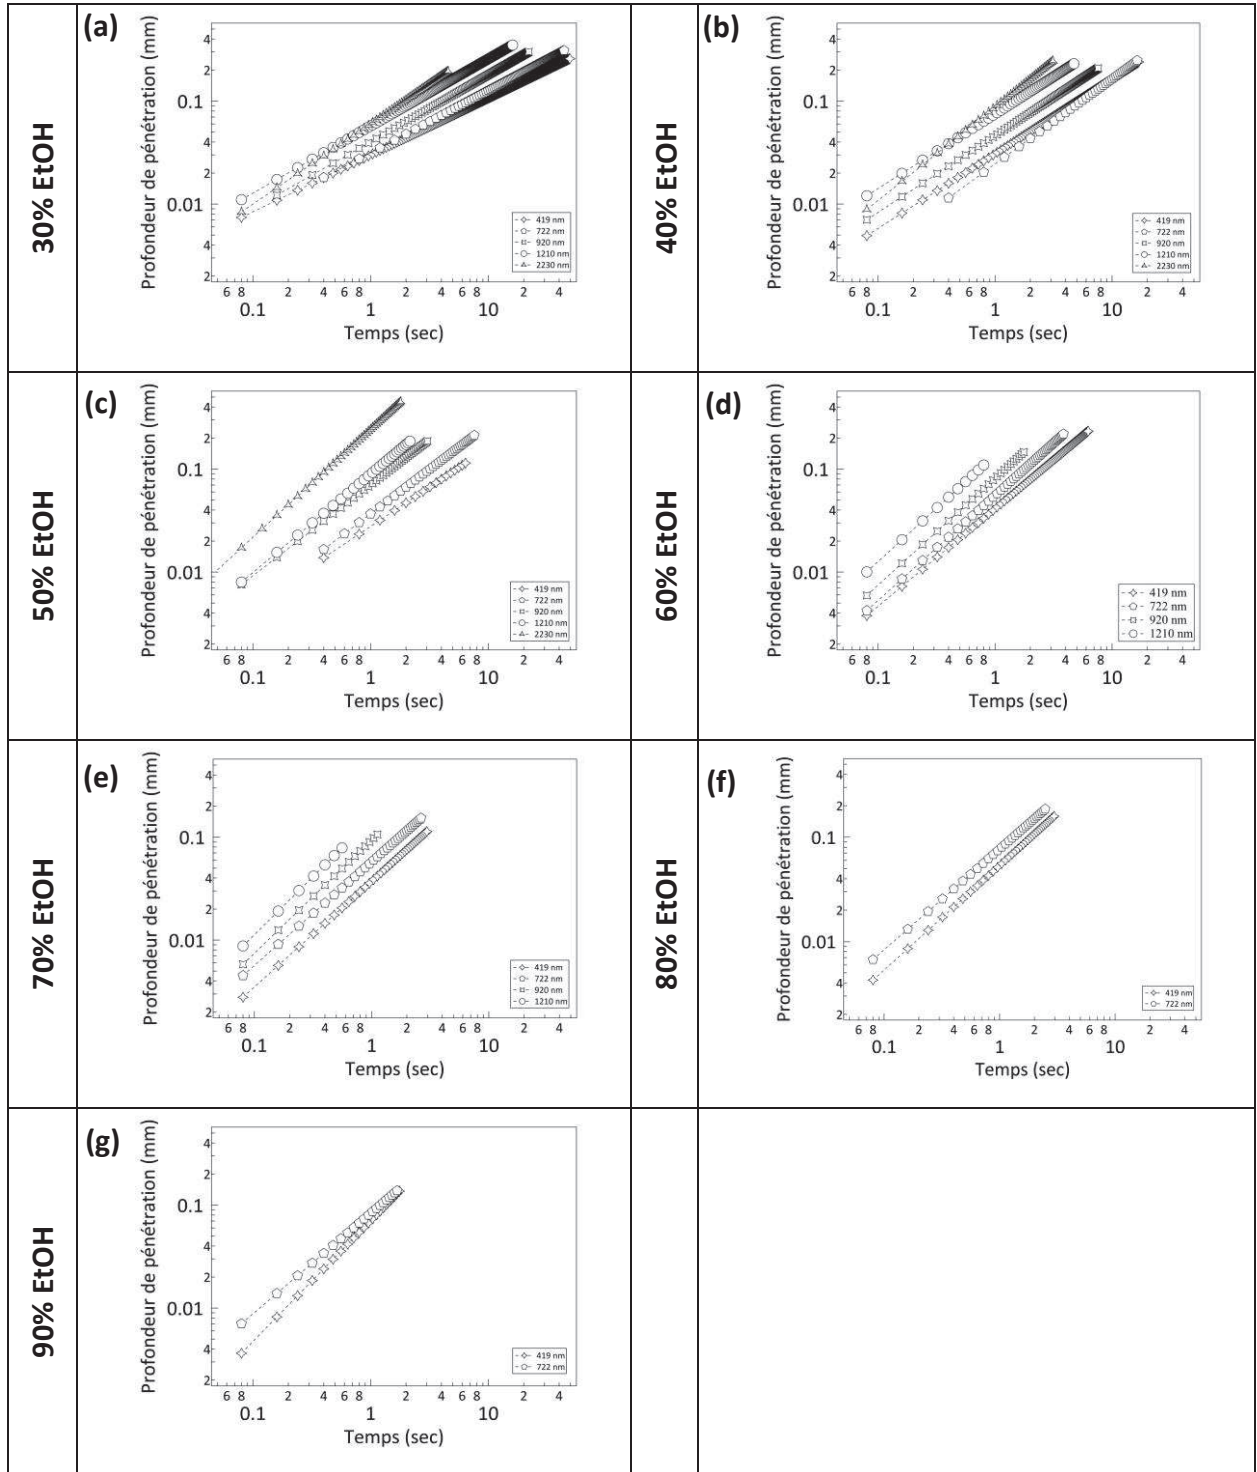 30% EtOH
(a)
Profondeur de pénétration (mm)
4
2
0.1
4
2
0.01
4
2
6 8 2 4 6 8 2 4 6 8 2 4
0.1 1 10
Temps (sec)
419 nm
722 nm
920 nm
1210 nm
2230 nm
40% EtOH
(b)
Profondeur de pénétration (mm)
4
2
0.1
4
2
0.01
4
2
6 8 2 4 6 8 2 4 6 8 2 4
0.1 1 10
Temps (sec)
419 nm
722 nm
920 nm
1210 nm
2230 nm
50% EtOH
(c)
Profondeur de pénétration (mm)
4
2
0.1
4
2
0.01
4
2
6 8 2 4 6 8 2 4 6 8 2 4
0.1 1 10
Temps (sec)
419 nm
722 nm
920 nm
1210 nm
2230 nm
60% EtOH
(d)
Profondeur de pénétration (mm)
4
2
0.1
4
2
0.01
4
2
6 8 2 4 6 8 2 4 6 8 2 4
0.1 1 10
Temps (sec)
419 nm
722 nm
920 nm
1210 nm
70% EtOH
(e)
Profondeur de pénétration (mm)
4
2
0.1
4
2
0.01
4
2
6 8 2 4 6 8 2 4 6 8 2 4
0.1 1 10
Temps (sec)
419 nm
722 nm
920 nm
1210 nm
80% EtOH
(f)
Profondeur de pénétration (mm)
4
2
0.1
4
2
0.01
4
2
6 8 2 4 6 8 2 4 6 8 2 4
0.1 1 10
Temps (sec)
419 nm
722 nm
90% EtOH
(g)
Profondeur de pénétration (mm)
4
2
0.1
4
2
0.01
4
2
6 8 2 4 6 8 2 4 6 8 2 4
0.1 1 10
Temps (sec)
419 nm
722 nm